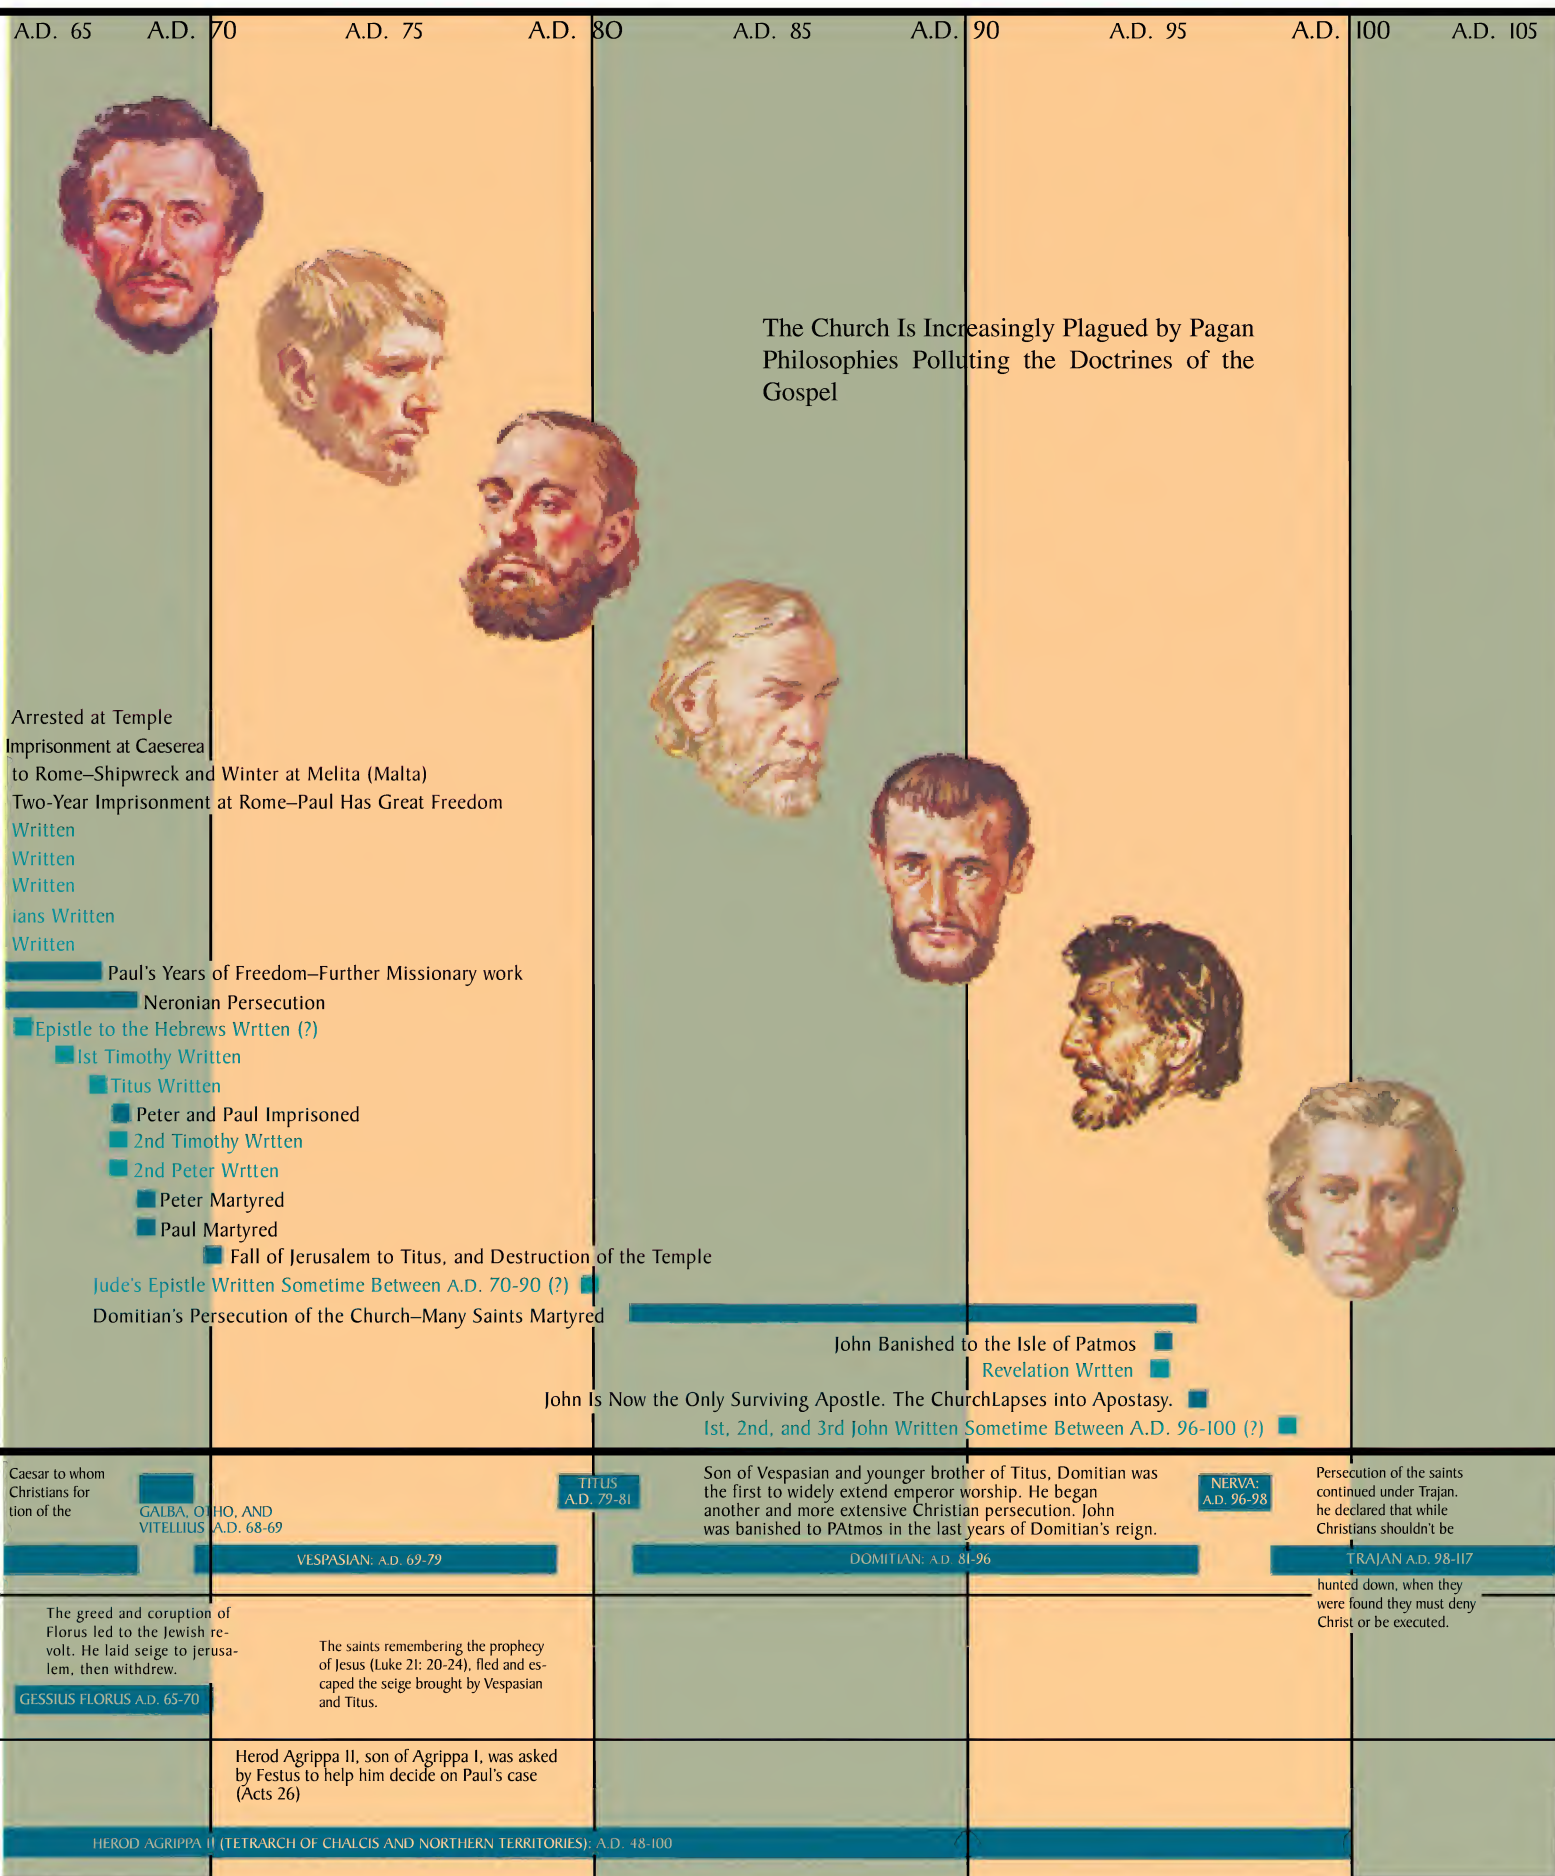 A.D. 65 A.D. 70 A.D. 75 A.D. 80 A.D. 85 A.D. 90 A.D. 95 A.D. 100 A.D. 105
The Church Is Increasingly Plagued by Pagan
Philosophies Polluting the Doctrines of the
Gospel
Arrested at Temple
Imprisonment at Caeserea
to Rome–Shipwreck and Winter at Melita (Malta)
Two-Year Imprisonment at Rome–Paul Has Great Freedom
Written
Written
Written
ians Written
Written
Paul's Years of Freedom–Further Missionary work
Neronian Persecution
Epistle to the Hebrews Wrtten (?)
1st Timothy Written
Titus Written
Peter and Paul Imprisoned
2nd Timothy Wrtten
2nd Peter Wrtten
Peter Martyred
Paul Martyred
Fall of Jerusalem to Titus, and Destruction of the Temple
Jude's Epistle Written Sometime Between A.D. 70-90 (?)
Domitian's Persecution of the Church–Many Saints Martyred
John Banished to the Isle of Patmos
Revelation Wrtten
John Is Now the Only Surviving Apostle. The ChurchLapses into Apostasy.
1st, 2nd, and 3rd John Written Sometime Between A.D. 96-100 (?)
Caesar to whom
Christians for
tion of the
GALBA, OTHO, AND
VITELLIUS A.D. 68-69
VESPASIAN: A.D. 69-79
TITUS
A.D. 79-81
Son of Vespasian and younger brother of Titus, Domitian was
the first to widely extend emperor worship. He began
another and more extensive Christian persecution. John
was banished to PAtmos in the last years of Domitian's reign.
DOMITIAN: A.D. 81-96
NERVA:
A.D. 96-98
Persecution of the saints
continued under Trajan.
he declared that while
Christians shouldn't be
TRAJAN A.D. 98-117
hunted down, when they
were found they must deny
Christ or be executed.
The greed and coruption of
Florus led to the Jewish re-
volt. He laid seige to jerusa-
lem, then withdrew.
GESSIUS FLORUS A.D. 65-70
The saints remembering the prophecy
of Jesus (Luke 21: 20-24), fled and es-
caped the seige brought by Vespasian
and Titus.
Herod Agrippa II, son of Agrippa I, was asked
by Festus to help him decide on Paul's case
(Acts 26)
HEROD AGRIPPA II (TETRARCH OF CHALCIS AND NORTHERN TERRITORIES): A.D. 48-100